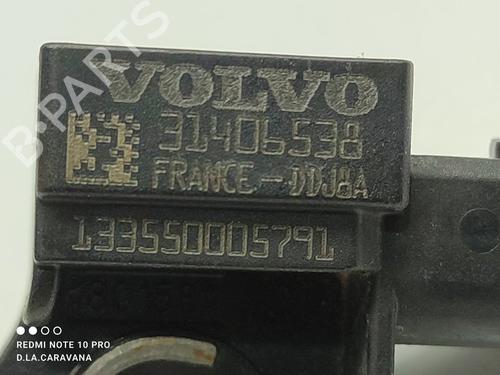 VOLVO
31406538
FRANCE-DDJ8A
133550005791
B-PARTS
REDMI NOTE 10 PRO
D.LA.CARAVANA